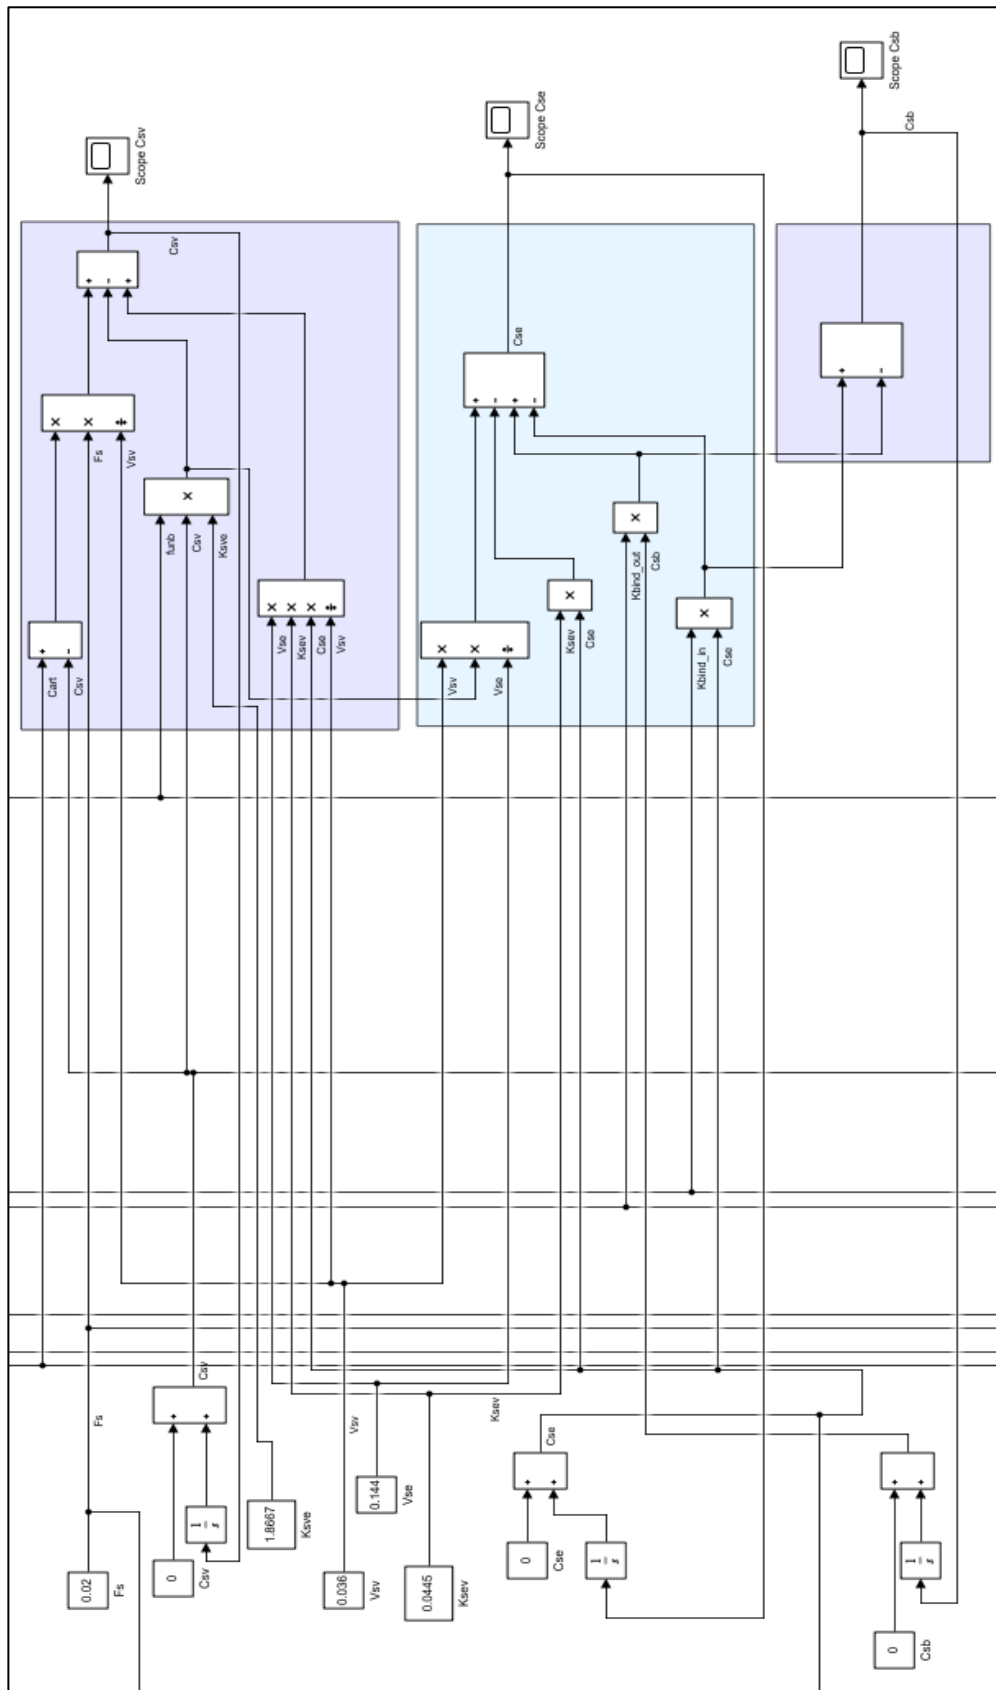 Scope Csv
Scope Cse
Scope Csb
Csb
Csv
+
-
+
Cse
+
-
+
-
+
-
×
×
÷
Fs
Vsv
×
funb
Csv
Ksve
×
×
×
÷
Vse
Ksev
Cse
Vsv
+
-
Cart
Csv
×
Kbind_out
Csb
×
Ksev
Cse
×
Kbind_in
Cse
×
×
÷
Vsv
Vse
Fs
Csv
+
+
Vsv
Ksev
Cse
+
+
+
+
0.02
Fs
0
Csv
1
s
1.8667
Ksve
0.036
Vsv
0.144
Vse
0.0445
Ksev
0
Cse
1
s
0
Csb
1
s